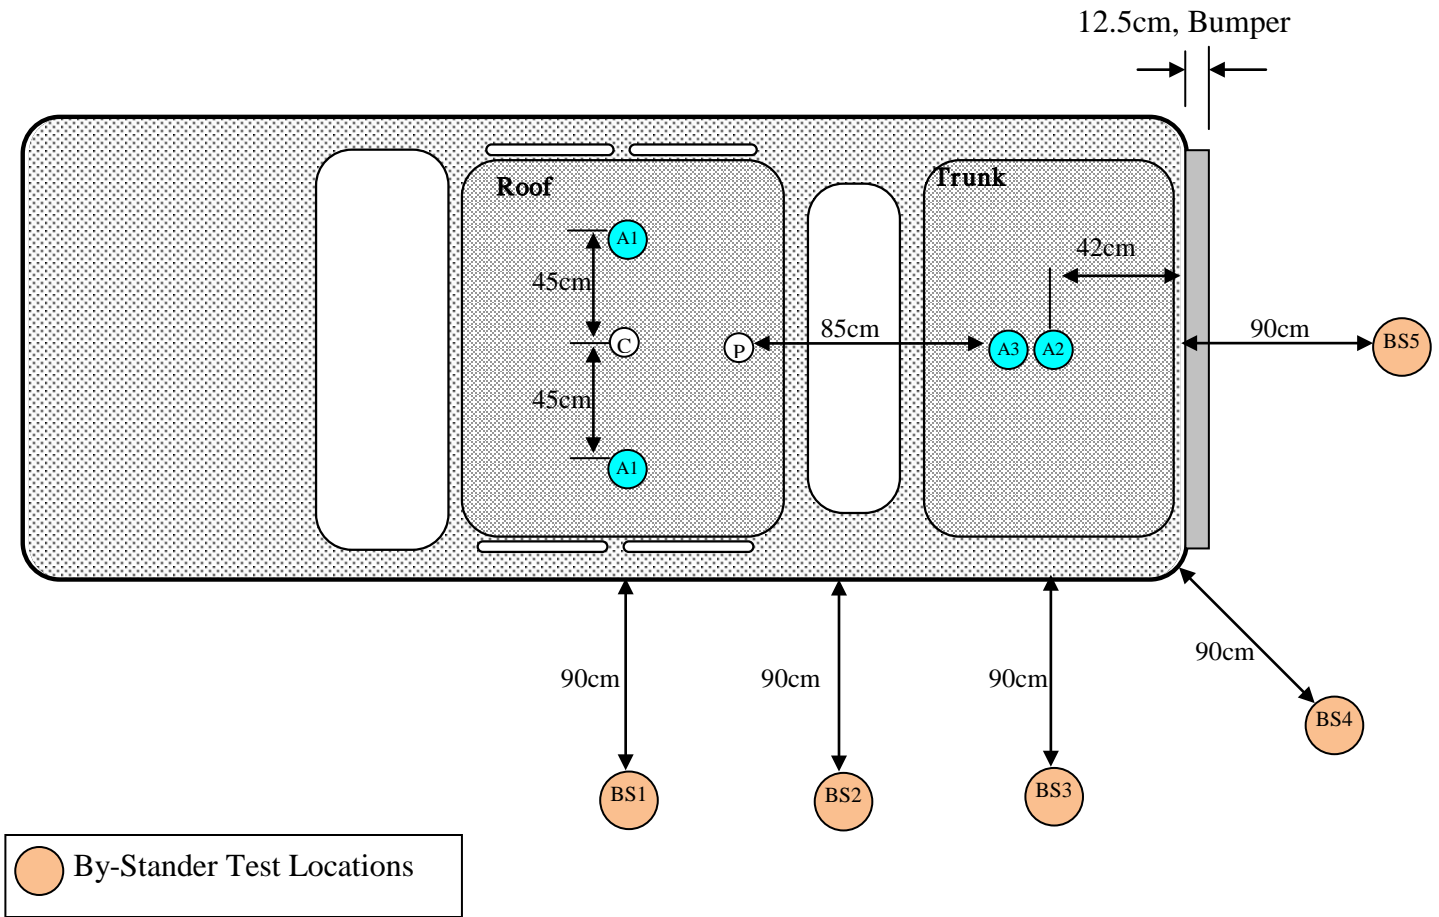 12.5cm, Bumper
Roof
Trunk
A1
42cm
45cm
85cm
90cm
C
P
A3
A2
BS5
45cm
A1
90cm
90cm
90cm
90cm
BS4
BS1
BS2
BS3
By-Stander Test Locations